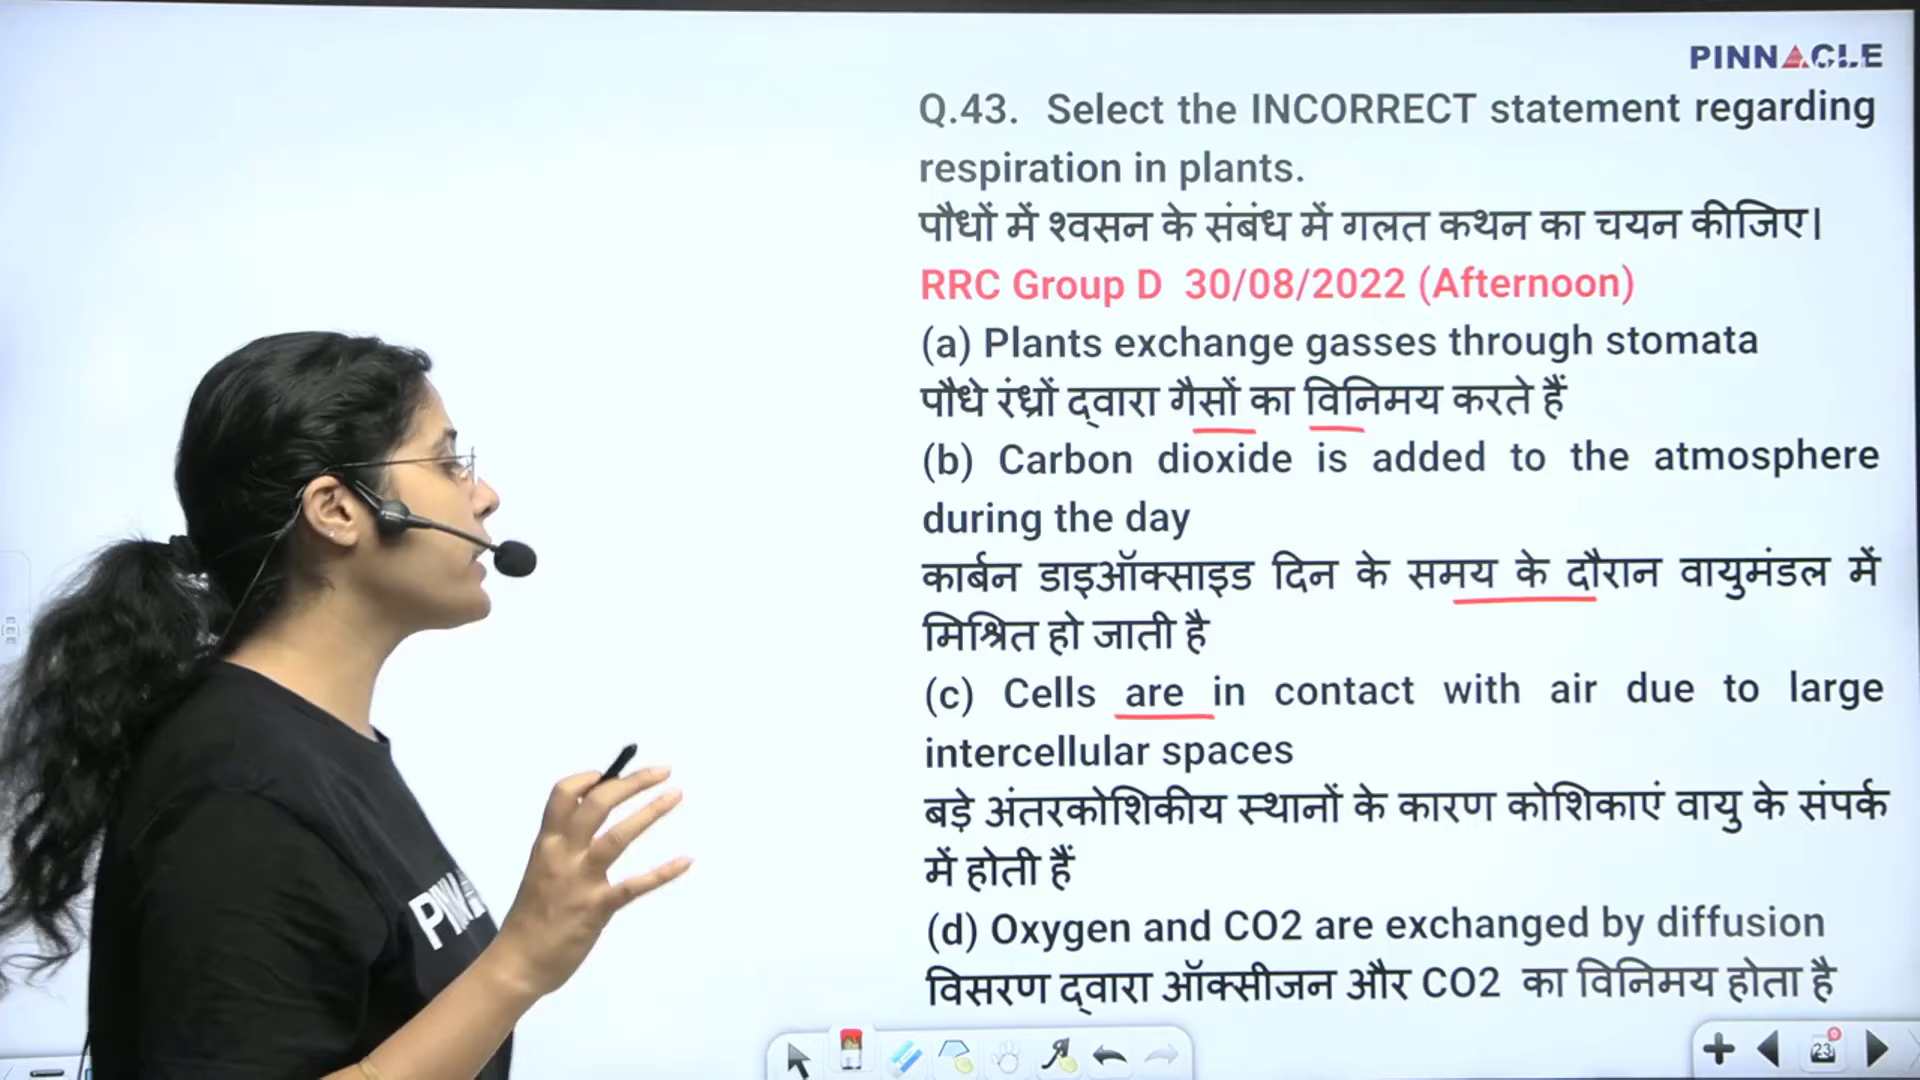 PINNACLE
Q.43. Select the INCORRECT statement regarding
respiration in plants.
पौधों में श्वसन के संबंध में गलत कथन का चयन कीजिए।
RRC Group D 30/08/2022 (Afternoon)
(a) Plants exchange gasses through stomata
पौधे रंध्रों द्वारा गैसों का विनिमय करते हैं
(b) Carbon dioxide is added to the atmosphere
during the day
कार्बन डाइऑक्साइड दिन के समय के दौरान वायुमंडल में
मिश्रित हो जाती है
(c) Cells are in contact with air due to large
intercellular spaces
बड़े अंतरकोशिकीय स्थानों के कारण कोशिकाएं वायु के संपर्क
में होती हैं
(d) Oxygen and CO2 are exchanged by diffusion
विसरण द्वारा ऑक्सीजन और CO2 का विनिमय होता है
23